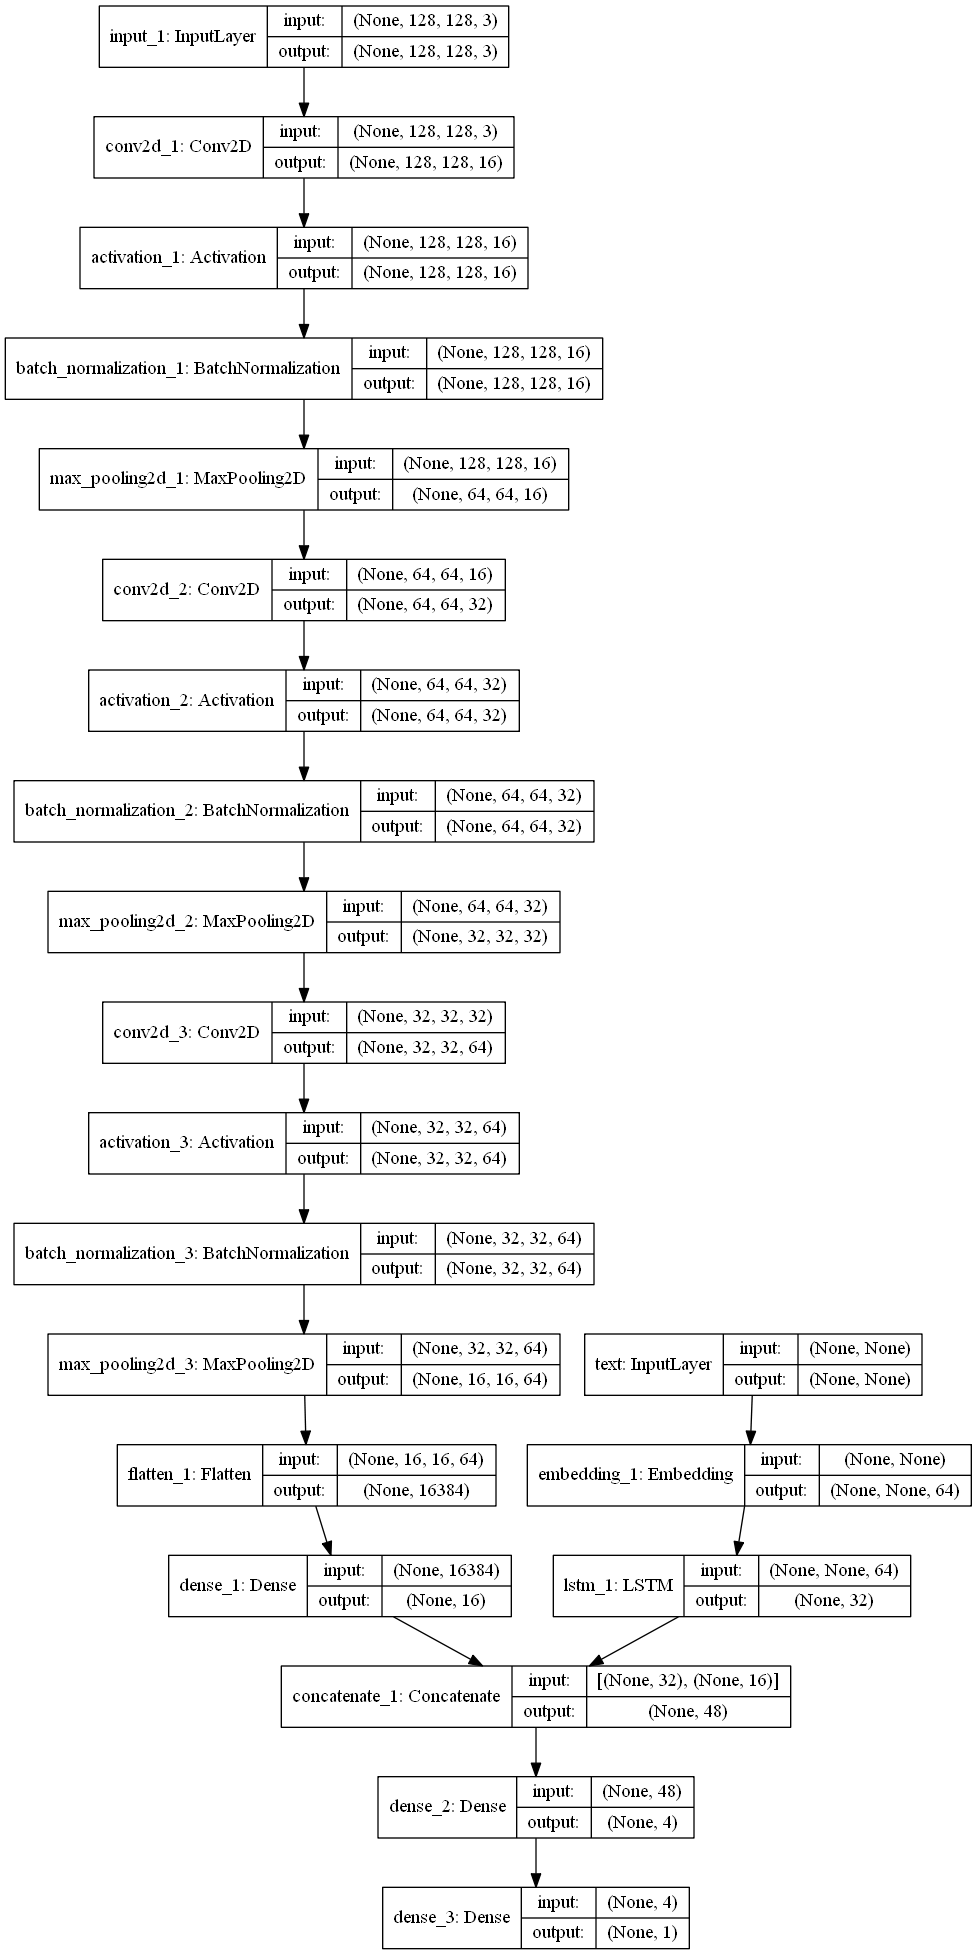 input_1: InputLayer
input: (None, 128, 128, 3)
output: (None, 128, 128, 3)
conv2d_1: Conv2D
input: (None, 128, 128, 3)
output: (None, 128, 128, 16)
activation_1: Activation
input: (None, 128, 128, 16)
output: (None, 128, 128, 16)
batch_normalization_1: BatchNormalization
input: (None, 128, 128, 16)
output: (None, 128, 128, 16)
max_pooling2d_1: MaxPooling2D
input: (None, 128, 128, 16)
output: (None, 64, 64, 16)
conv2d_2: Conv2D
input: (None, 64, 64, 16)
output: (None, 64, 64, 32)
activation_2: Activation
input: (None, 64, 64, 32)
output: (None, 64, 64, 32)
batch_normalization_2: BatchNormalization
input: (None, 64, 64, 32)
output: (None, 64, 64, 32)
max_pooling2d_2: MaxPooling2D
input: (None, 64, 64, 32)
output: (None, 32, 32, 32)
conv2d_3: Conv2D
input: (None, 32, 32, 32)
output: (None, 32, 32, 64)
activation_3: Activation
input: (None, 32, 32, 64)
output: (None, 32, 32, 64)
batch_normalization_3: BatchNormalization
input: (None, 32, 32, 64)
output: (None, 32, 32, 64)
max_pooling2d_3: MaxPooling2D
input: (None, 32, 32, 64)
output: (None, 16, 16, 64)
text: InputLayer
input: (None, None)
output: (None, None)
flatten_1: Flatten
input: (None, 16, 16, 64)
output: (None, 16384)
embedding_1: Embedding
input: (None, None)
output: (None, None, 64)
dense_1: Dense
input: (None, 16384)
output: (None, 16)
lstm_1: LSTM
input: (None, None, 64)
output: (None, 32)
concatenate_1: Concatenate
input: [(None, 32), (None, 16)]
output: (None, 48)
dense_2: Dense
input: (None, 48)
output: (None, 4)
dense_3: Dense
input: (None, 4)
output: (None, 1)